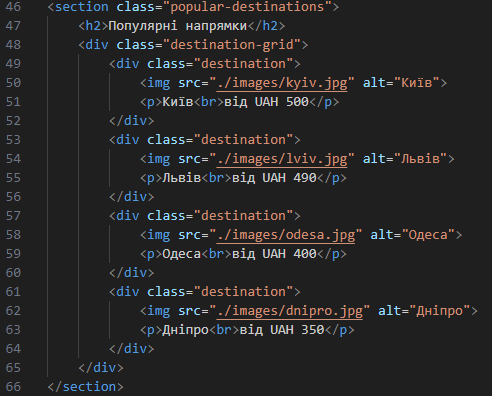 46 <section class="popular-destinations">
47     <h2>Популярні напрямки</h2>
48     <div class="destination-grid">
49         <div class="destination">
50             <img src="./images/kyiv.jpg" alt="Київ">
51             <p>Київ<br>від UAH 500</p>
52         </div>
53         <div class="destination">
54             <img src="./images/lviv.jpg" alt="Львів">
55             <p>Львів<br>від UAH 490</p>
56         </div>
57         <div class="destination">
58             <img src="./images/odesa.jpg" alt="Одеса">
59             <p>Одеса<br>від UAH 400</p>
60         </div>
61         <div class="destination">
62             <img src="./images/dnipro.jpg" alt="Дніпро">
63             <p>Дніпро<br>від UAH 350</p>
64         </div>
65     </div>
66 </section>